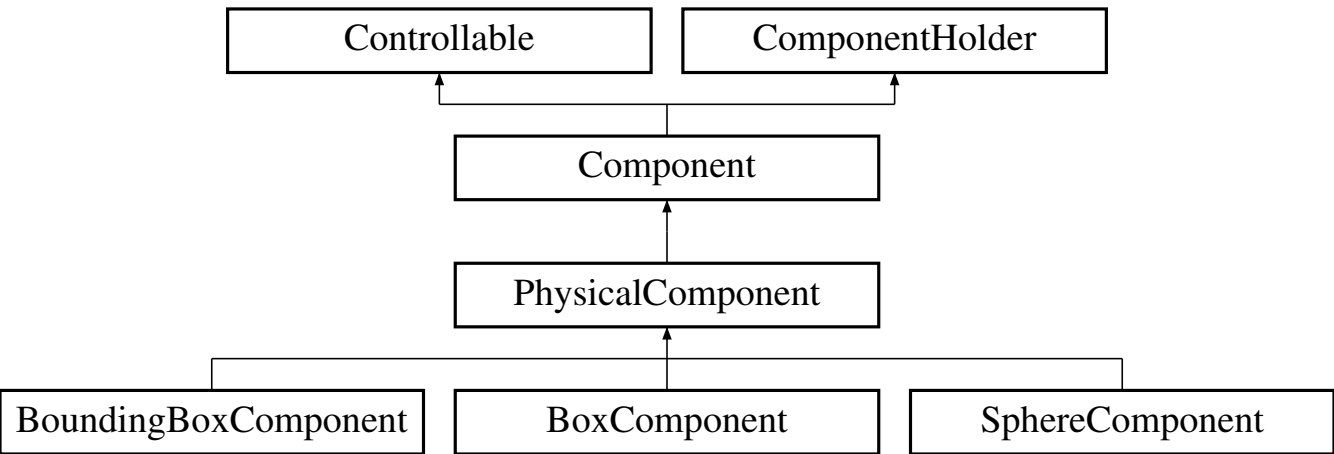 Controllable
ComponentHolder
Component
PhysicalComponent
BoundingBoxComponent
BoxComponent
SphereComponent